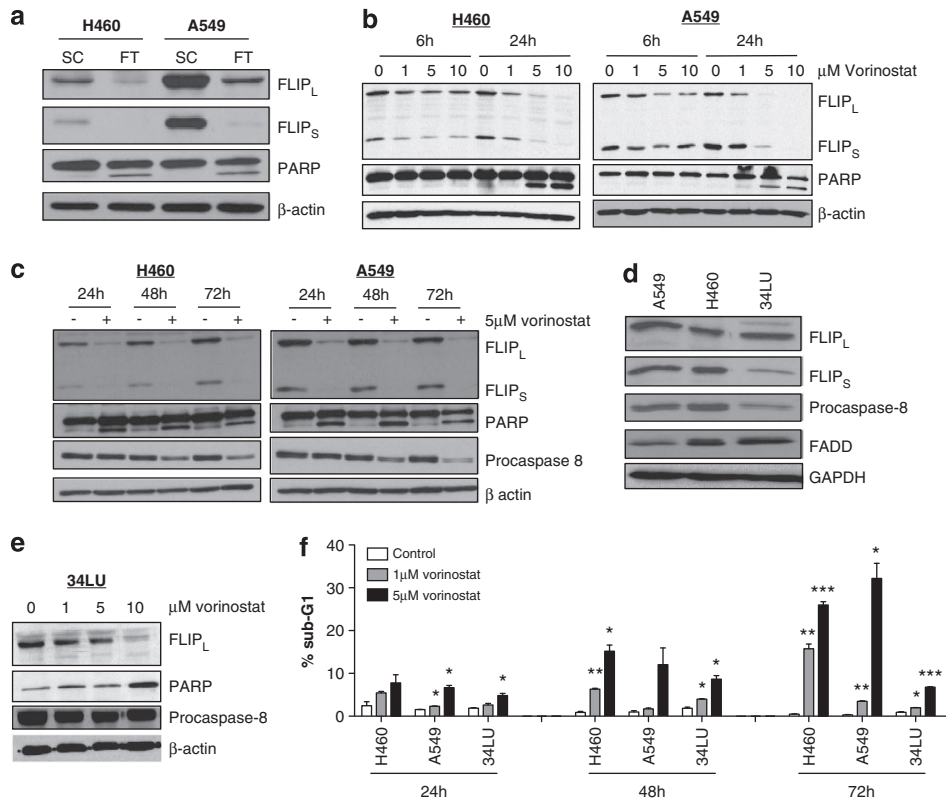 a
H460 A549
SC FT SC FT
FLIPL
FLIPS
PARP
β-actin
b
H460 A549
6h 24h 6h 24h
0 1 5 10 0 1 5 10 0 1 5 10 0 1 5 10 μM Vorinostat
FLIPL
FLIPS
PARP
β-actin
c
H460 A549
24h 48h 72h 24h 48h 72h
- + - + - + - + - + - + 5μM vorinostat
FLIPL
FLIPS
PARP
Procaspase 8
β actin
d
A549 H460 34LU
FLIPL
FLIPS
Procaspase-8
FADD
GAPDH
e
34LU
0 1 5 10 μM vorinostat
FLIPL
PARP
Procaspase-8
β-actin
f
% sub-G1
40
30
20
10
0
Control
1μM vorinostat
5μM vorinostat
* * * ** * * * ** *** ** * * ***
H460 A549 34LU H460 A549 34LU H460 A549 34LU
24h 48h 72h